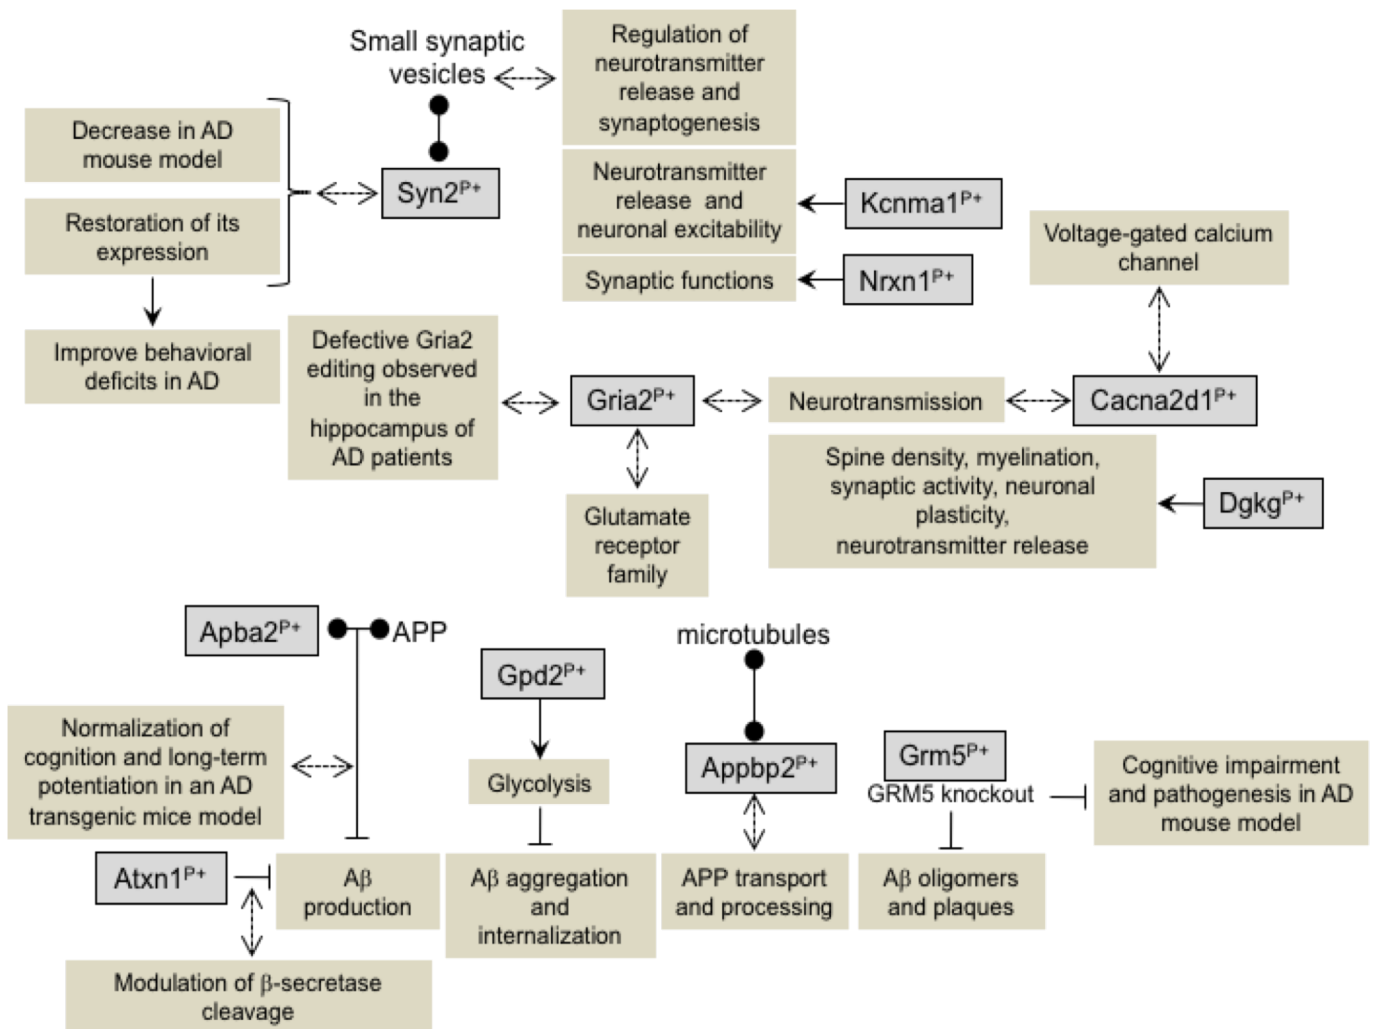 Small synaptic
vesicles
Regulation of
neurotransmitter
release and
synaptogenesis
Decrease in AD
mouse model
Syn2P+
Restoration of its
expression
Improve behavioral
deficits in AD
Neurotransmitter
release and
neuronal excitability
Kcnma1P+
Synaptic functions
Nrxn1P+
Voltage-gated calcium
channel
Defective Gria2
editing observed
in the
hippocampus of
AD patients
Gria2P+
Neurotransmission
Cacna2d1P+
Glutamate
receptor
family
Spine density, myelination,
synaptic activity, neuronal
plasticity,
neurotransmitter release
DgkgP+
Apba2P+
APP
Normalization of
cognition and long-term
potentiation in an AD
transgenic mice model
Atxn1P+
Aβ
production
Modulation of β-secretase
cleavage
Gpd2P+
Glycolysis
Aβ aggregation
and
internalization
microtubules
Appbp2P+
APP transport
and processing
Grm5P+
GRM5 knockout
Aβ oligomers
and plaques
Cognitive impairment
and pathogenesis in AD
mouse model